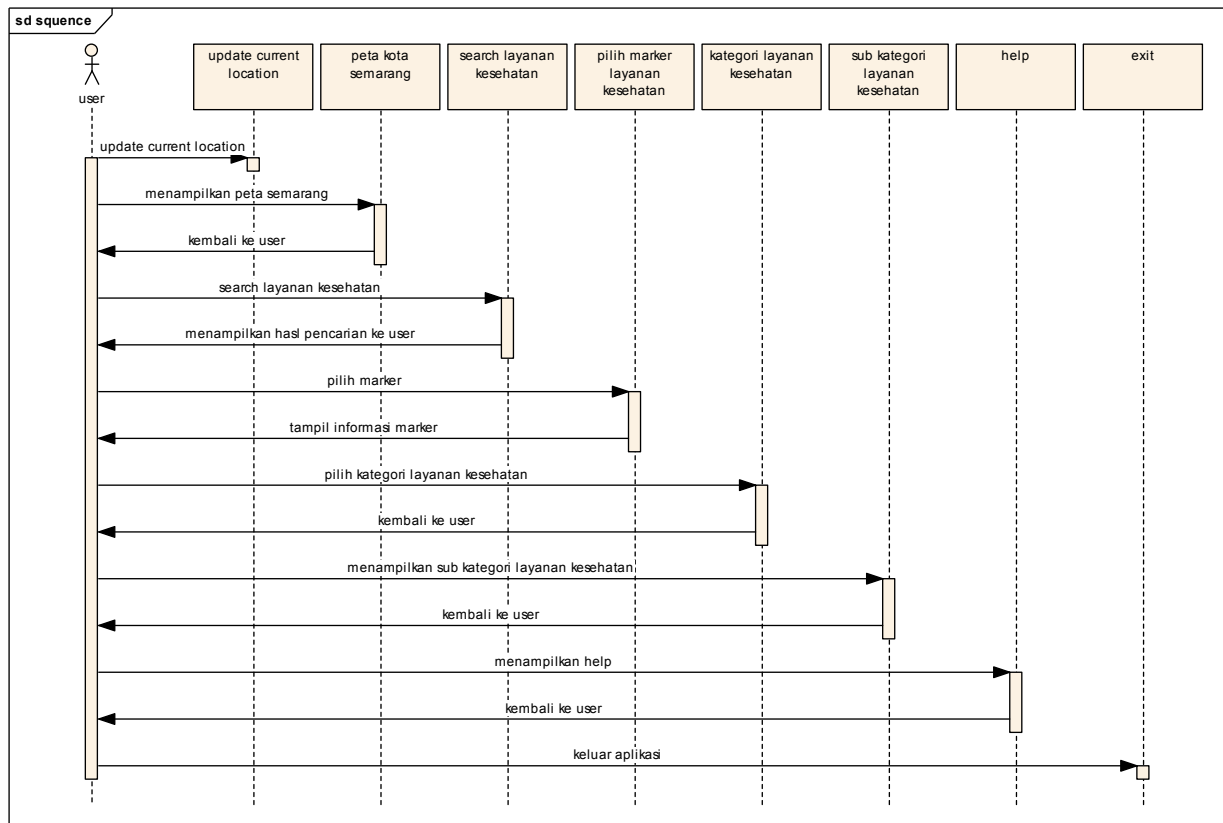 sd squence
user
update current
location
peta kota
semarang
search layanan
kesehatan
pilih marker
layanan
kesehatan
kategori layanan
kesehatan
sub kategori
layanan
kesehatan
help
exit
update current location
menampilkan peta semarang
kembali ke user
search layanan kesehatan
menampilkan hasl pencarian ke user
pilih marker
tampil informasi marker
pilih kategori layanan kesehatan
kembali ke user
menampilkan sub kategori layanan kesehatan
kembali ke user
menampilkan help
kembali ke user
keluar aplikasi